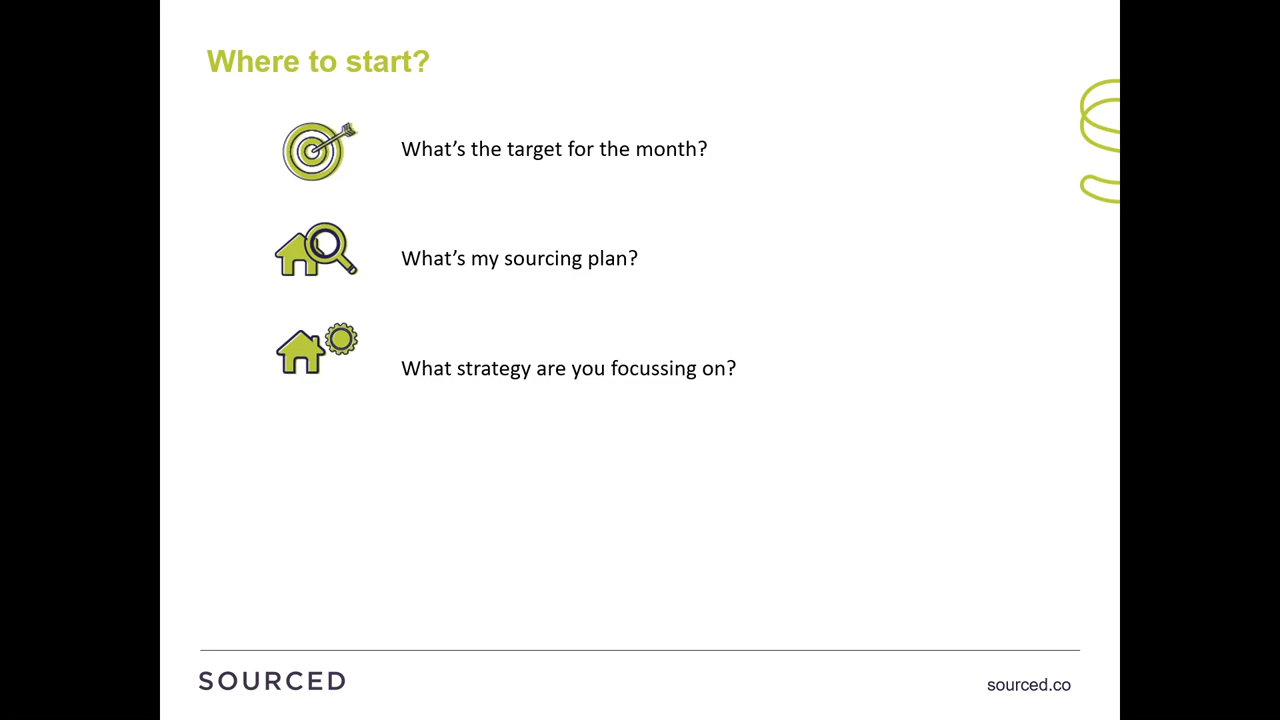 Where to start?
What’s the target for the month?
What’s my sourcing plan?
What strategy are you focussing on?
SOURCED
sourced.co